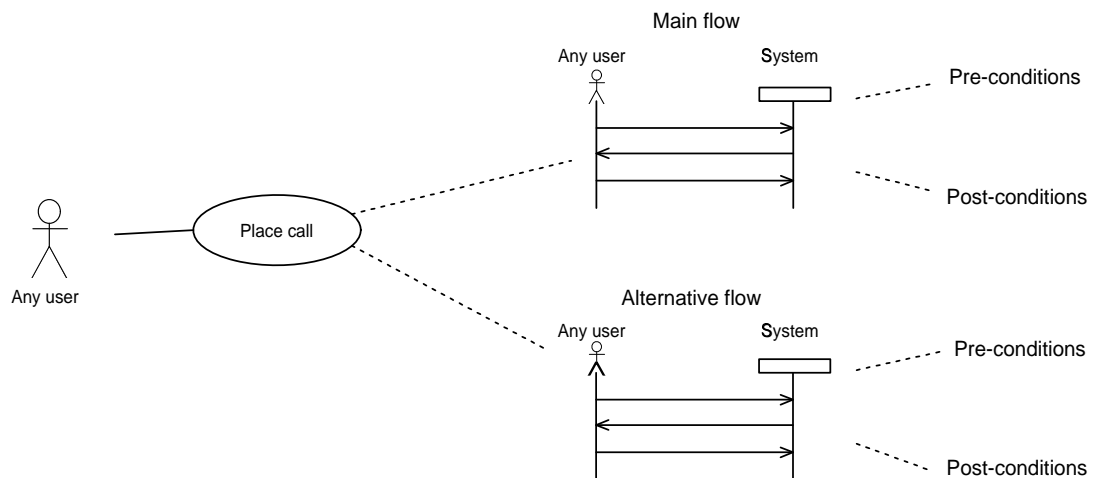 Main flow
Any user
System
Pre-conditions
Post-conditions
Place call
Any user
Alternative flow
Any user
System
Pre-conditions
Post-conditions